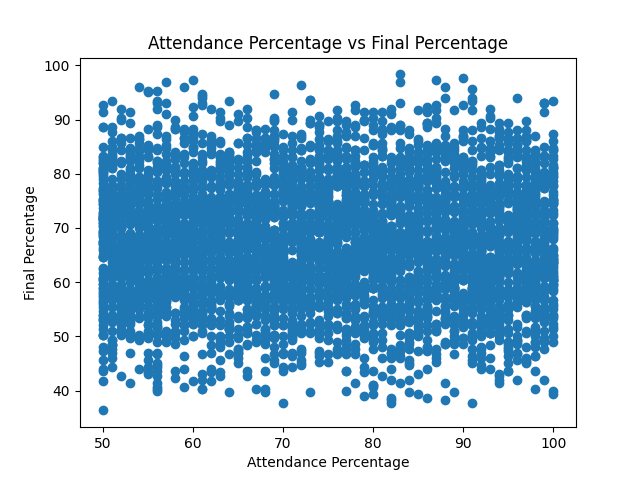 Attendance Percentage vs Final Percentage
100
90
80
70
60
50
40
Final Percentage
50 60 70 80 90 100
Attendance Percentage